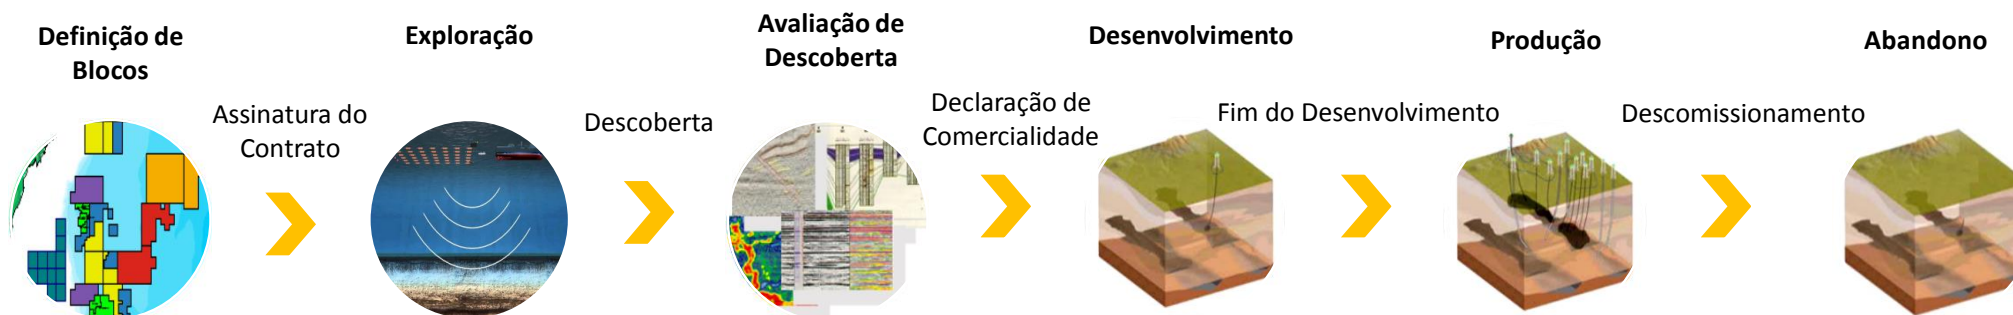 Definição de
Blocos
Assinatura do
Contrato
Exploração
Descoberta
Avaliação de
Descoberta
Declaração de
Comercialidade
Desenvolvimento
Fim do Desenvolvimento
Produção
Descomissionamento
Abandono